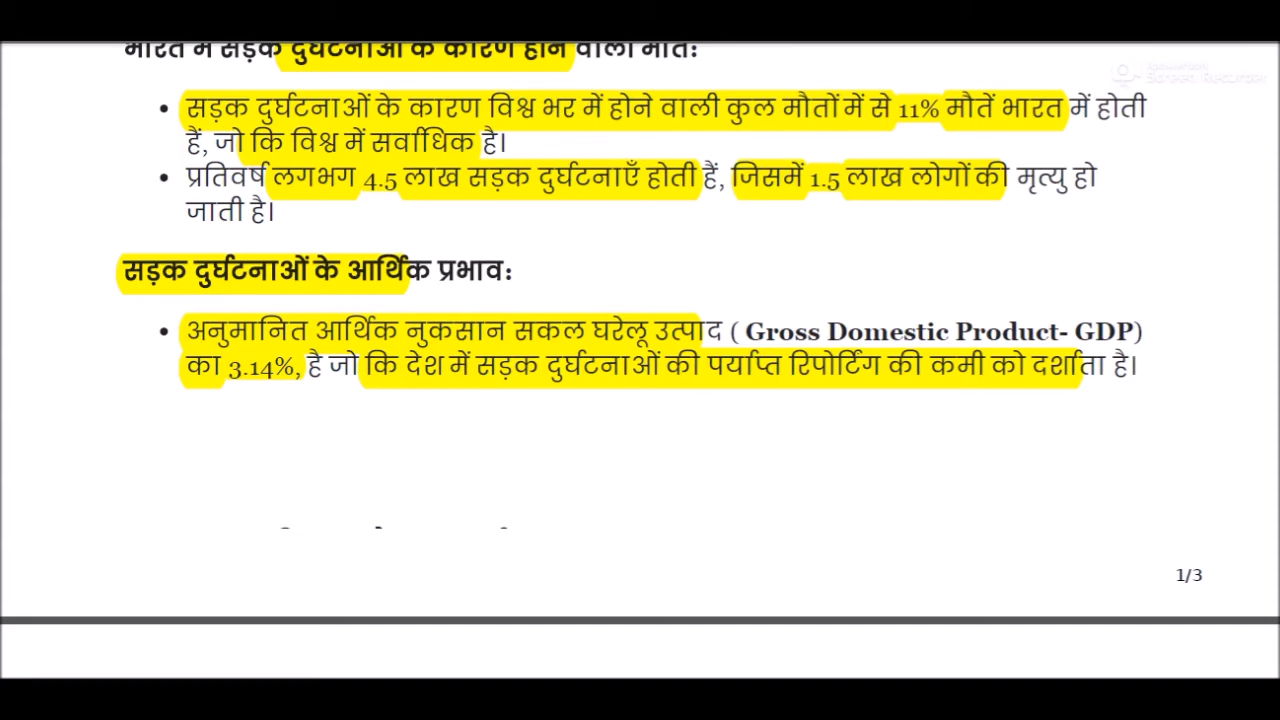 भारत में सड़क दुर्घटनाओं के कारण होने वाली मौतें:
• सड़क दुर्घटनाओं के कारण विश्व भर में होने वाली कुल मौतों में से 11% मौतें भारत में होती
हैं, जो कि विश्व में सर्वाधिक है।
• प्रतिवर्ष लगभग 4.5 लाख सड़क दुर्घटनाएँ होती हैं, जिसमें 1.5 लाख लोगों की मृत्यु हो
जाती है।
सड़क दुर्घटनाओं के आर्थिक प्रभाव:
• अनुमानित आर्थिक नुकसान सकल घरेलू उत्पाद ( Gross Domestic Product- GDP)
का 3.14%, है जो कि देश में सड़क दुर्घटनाओं की पर्याप्त रिपोर्टिंग की कमी को दर्शाता है।
1/3